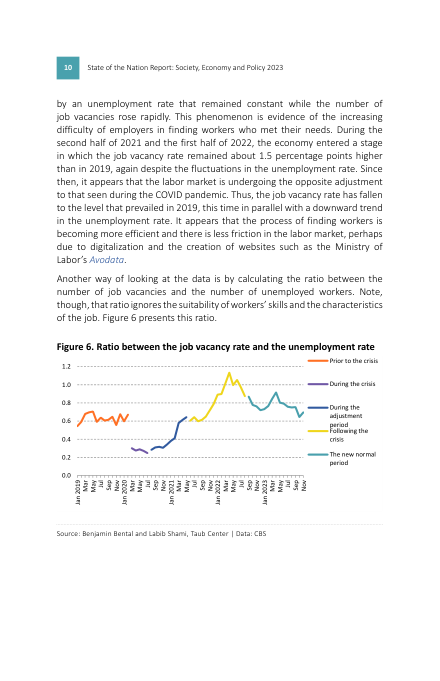 10
State of the Nation Report: Society, Economy and Policy 2023
by an unemployment rate that remained constant while the number of
job vacancies rose rapidly. This phenomenon is evidence of the increasing
difficulty of employers in finding workers who met their needs. During the
second half of 2021 and the first half of 2022, the economy entered a stage
in which the job vacancy rate remained about 1.5 percentage points higher
than in 2019, again despite the fluctuations in the unemployment rate. Since
then, it appears that the labor market is undergoing the opposite adjustment
to that seen during the COVID pandemic. Thus, the job vacancy rate has fallen
to the level that prevailed in 2019, this time in parallel with a downward trend
in the unemployment rate. It appears that the process of finding workers is
becoming more efficient and there is less friction in the labor market, perhaps
due to digitalization and the creation of websites such as the Ministry of
Labor's Avodata.
Another way of looking at the data is by calculating the ratio between the
number of job vacancies and the number of unemployed workers. Note,
though, that ratio ignores the suitability of workers' skills and the characteristics
of the job. Figure 6 presents this ratio.
Figure 6. Ratio between the job vacancy rate and the unemployment rate
1.2
1.0
0.8
0.6
0.4
0.2
0.0
Jan 2019
Mar
May
Jul
Sep
Nov
Jan 2020
Mar
May
Jul
Sep
Nov
Jan 2021
Mar
May
Jul
Sep
Nov
Jan 2022
Mar
May
Jul
Sep
Nov
Jan 2023
Mar
May
Jul
Sep
Nov
Prior to the crisis
During the crisis
During the
adjustment
period
Following the
crisis
The new normal
period
Source: Benjamin Bental and Labib Shami, Taub Center | Data: CBS